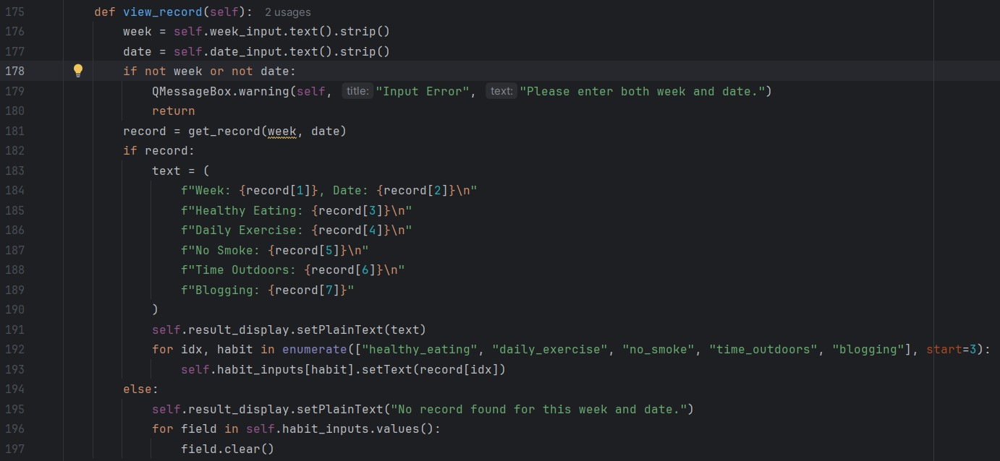 175 def view_record(self): 2 usages
176 week = self.week_input.text().strip()
177 date = self.date_input.text().strip()
178 if not week or not date:
179 QMessageBox.warning(self, title: "Input Error", text: "Please enter both week and date.")
180 return
181 record = get_record(week, date)
182 if record:
183 text = (
184 f"Week: {record[1]}, Date: {record[2]}\n"
185 f"Healthy Eating: {record[3]}\n"
186 f"Daily Exercise: {record[4]}\n"
187 f"No Smoke: {record[5]}\n"
188 f"Time Outdoors: {record[6]}\n"
189 f"Blogging: {record[7]}"
190 )
191 self.result_display.setPlainText(text)
192 for idx, habit in enumerate(["healthy_eating", "daily_exercise", "no_smoke", "time_outdoors", "blogging"], start=3):
193 self.habit_inputs[habit].setText(record[idx])
194 else:
195 self.result_display.setPlainText("No record found for this week and date.")
196 for field in self.habit_inputs.values():
197 field.clear()